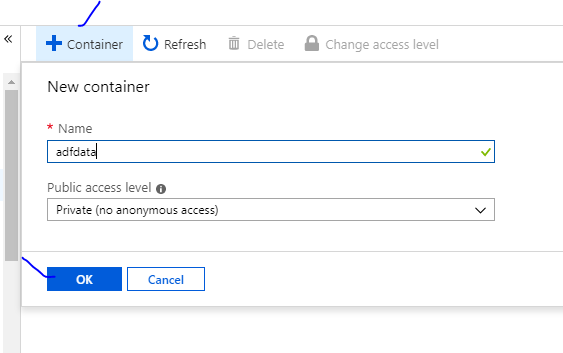 Container Refresh Delete Change access level
New container
* Name
adfdata
Public access level
Private (no anonymous access)
OK Cancel